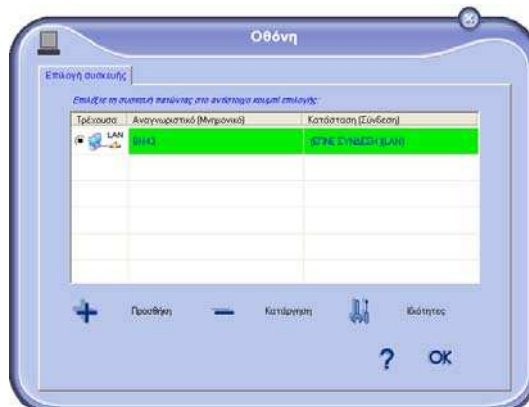 Οθόνη
Επιλογή συσκευής
Επιλέξτε τη συσκευή πατώντας στο αντίστοιχο κουμπί επιλογής:
Τρέχουσα Αναγνωριστικό (Μνημονικό) Κατάσταση (Σύνδεση)
LAN (ΕΓΙΝΕ ΣΥΝΔΕΣΗ) (LAN)
Προσθήκη Κατάργηση Ιδιότητες
? OK